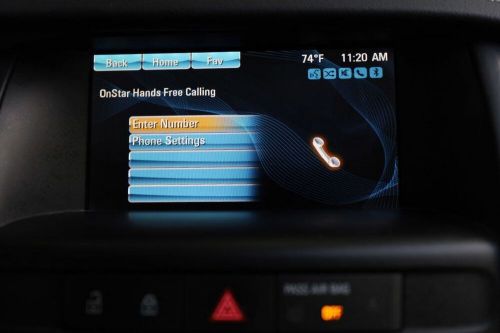 Back Home Fav 74°F 11:20 AM
OnStar Hands Free Calling
Enter Number
Phone Settings
PASS AIR BAG
OFF